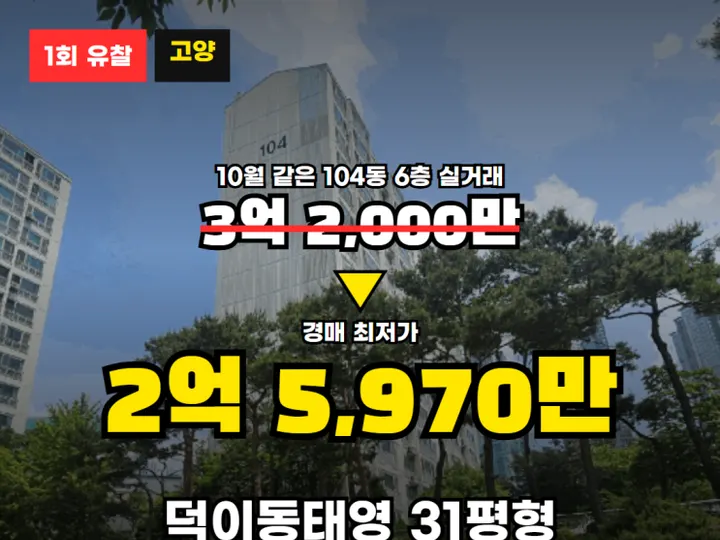 1회 유찰 고양
104
10월 같은 104동 6층 실거래
3억 2,000만
경매 최저가
2억 5,970만
덕이동태영 31평형